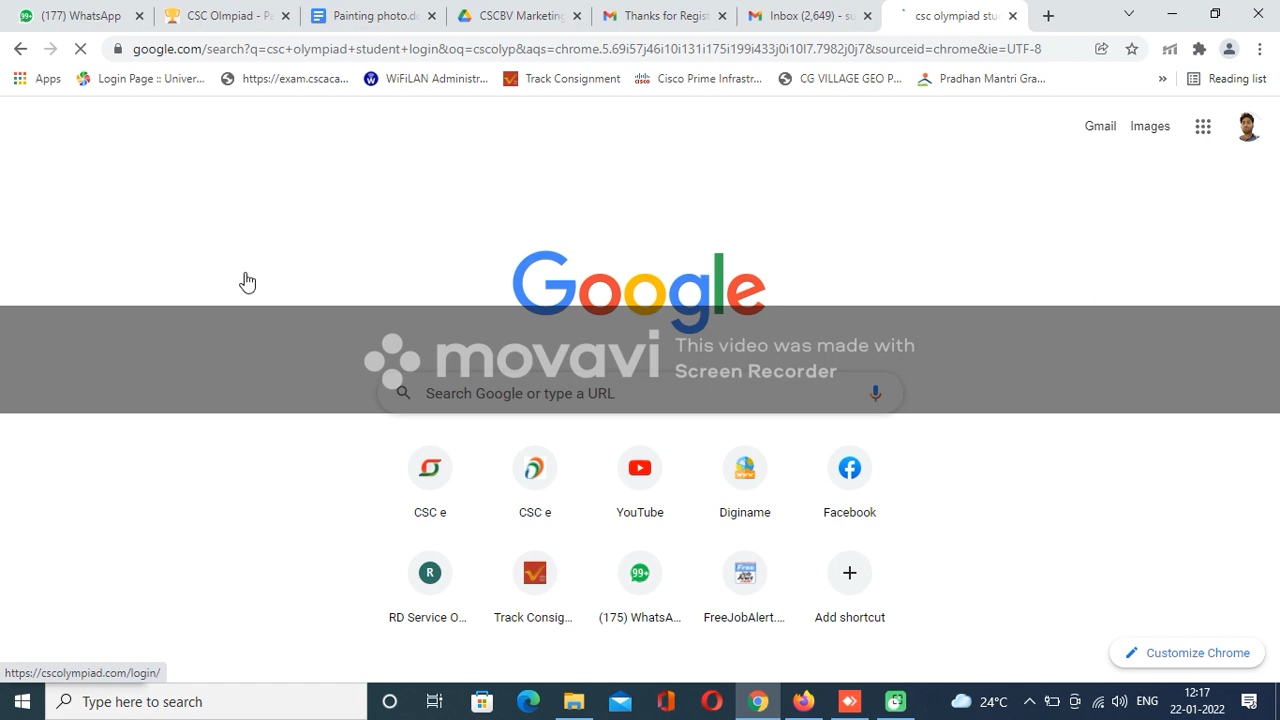 (177) WhatsApp
CSC Olmpiad - Pe
Painting photo.do
CSCBV Marketing
Thanks for Regist
Inbox (2,649) - su
csc olympiad stu
google.com/search?q=csc+olympiad+student+login&oq=cscolyp&aqs=chrome.5.69i57j46i10i131i175i199i433j0i10l7.7982j0j7&sourceid=chrome&ie=UTF-8
Apps
Login Page :: Univer...
https://exam.cscaca...
WiFiLAN Administr...
Track Consignment
Cisco Prime Infrastr...
CG VILLAGE GEO P...
Pradhan Mantri Gra...
»
Reading list
Gmail
Images
Google
movavi
This video was made with
Screen Recorder
Search Google or type a URL
CSC e
CSC e
YouTube
Diginame
Facebook
R
99+
RD Service O...
Track Consig...
(175) WhatsA...
FreeJobAlert....
Add shortcut
Customize Chrome
https://cscolympiad.com/login/
Type here to search
24°C
ENG
12:17
22-01-2022